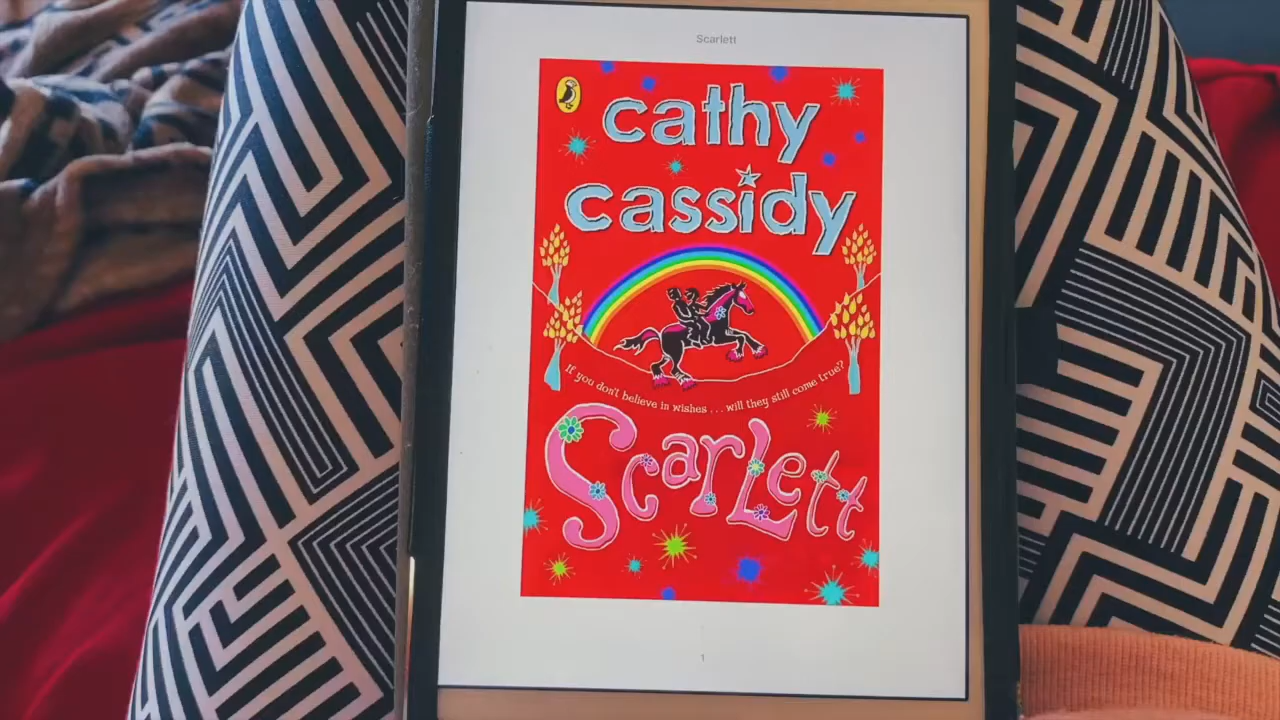 Scarlett
cathy
cassidy
If you don't believe in wishes . . . will they still come true?
Scarlett
1